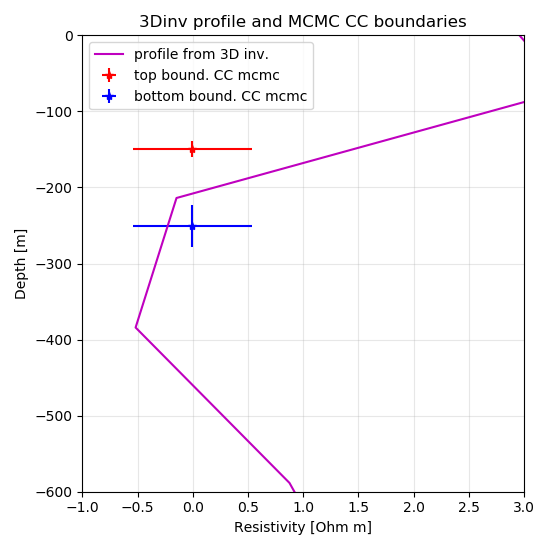 3Dinv profile and MCMC CC boundaries
profile from 3D inv.
top bound. CC mcmc
bottom bound. CC mcmc
0
−100
−200
−300
−400
−500
−600
Depth [m]
−1.0 −0.5 0.0 0.5 1.0 1.5 2.0 2.5 3.0
Resistivity [Ohm m]